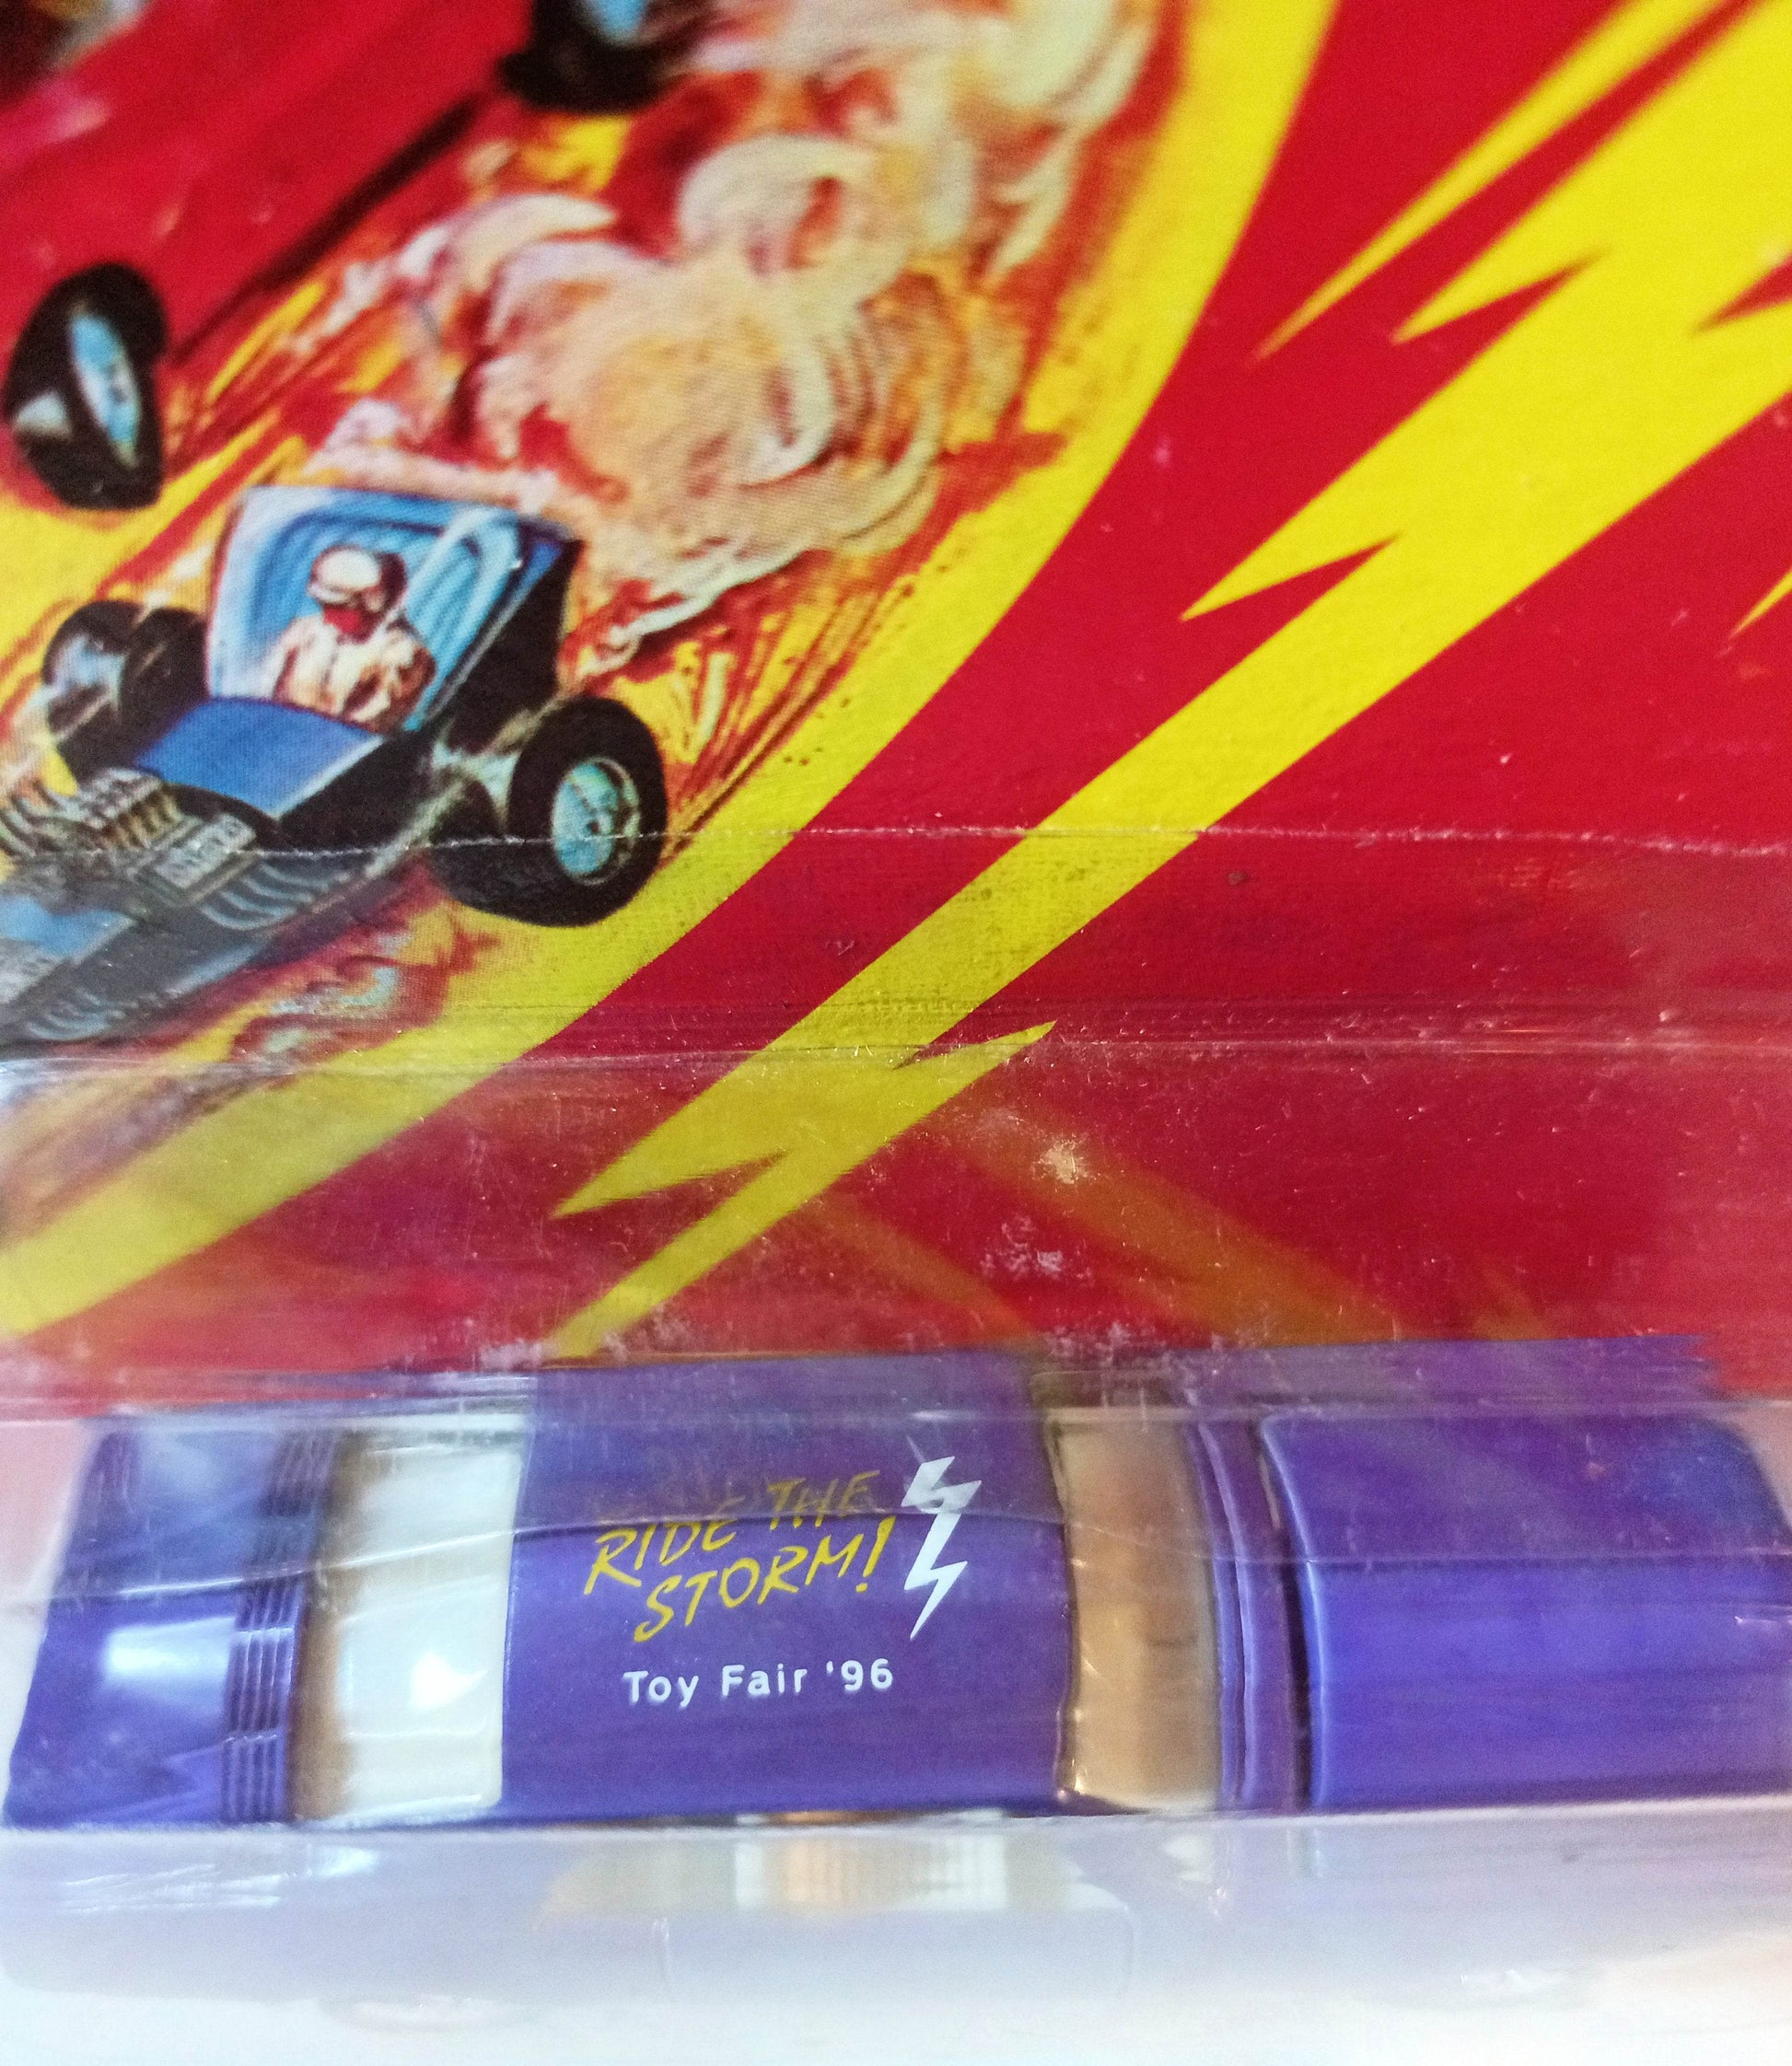 RIDE THE
STORM!
Toy Fair '96